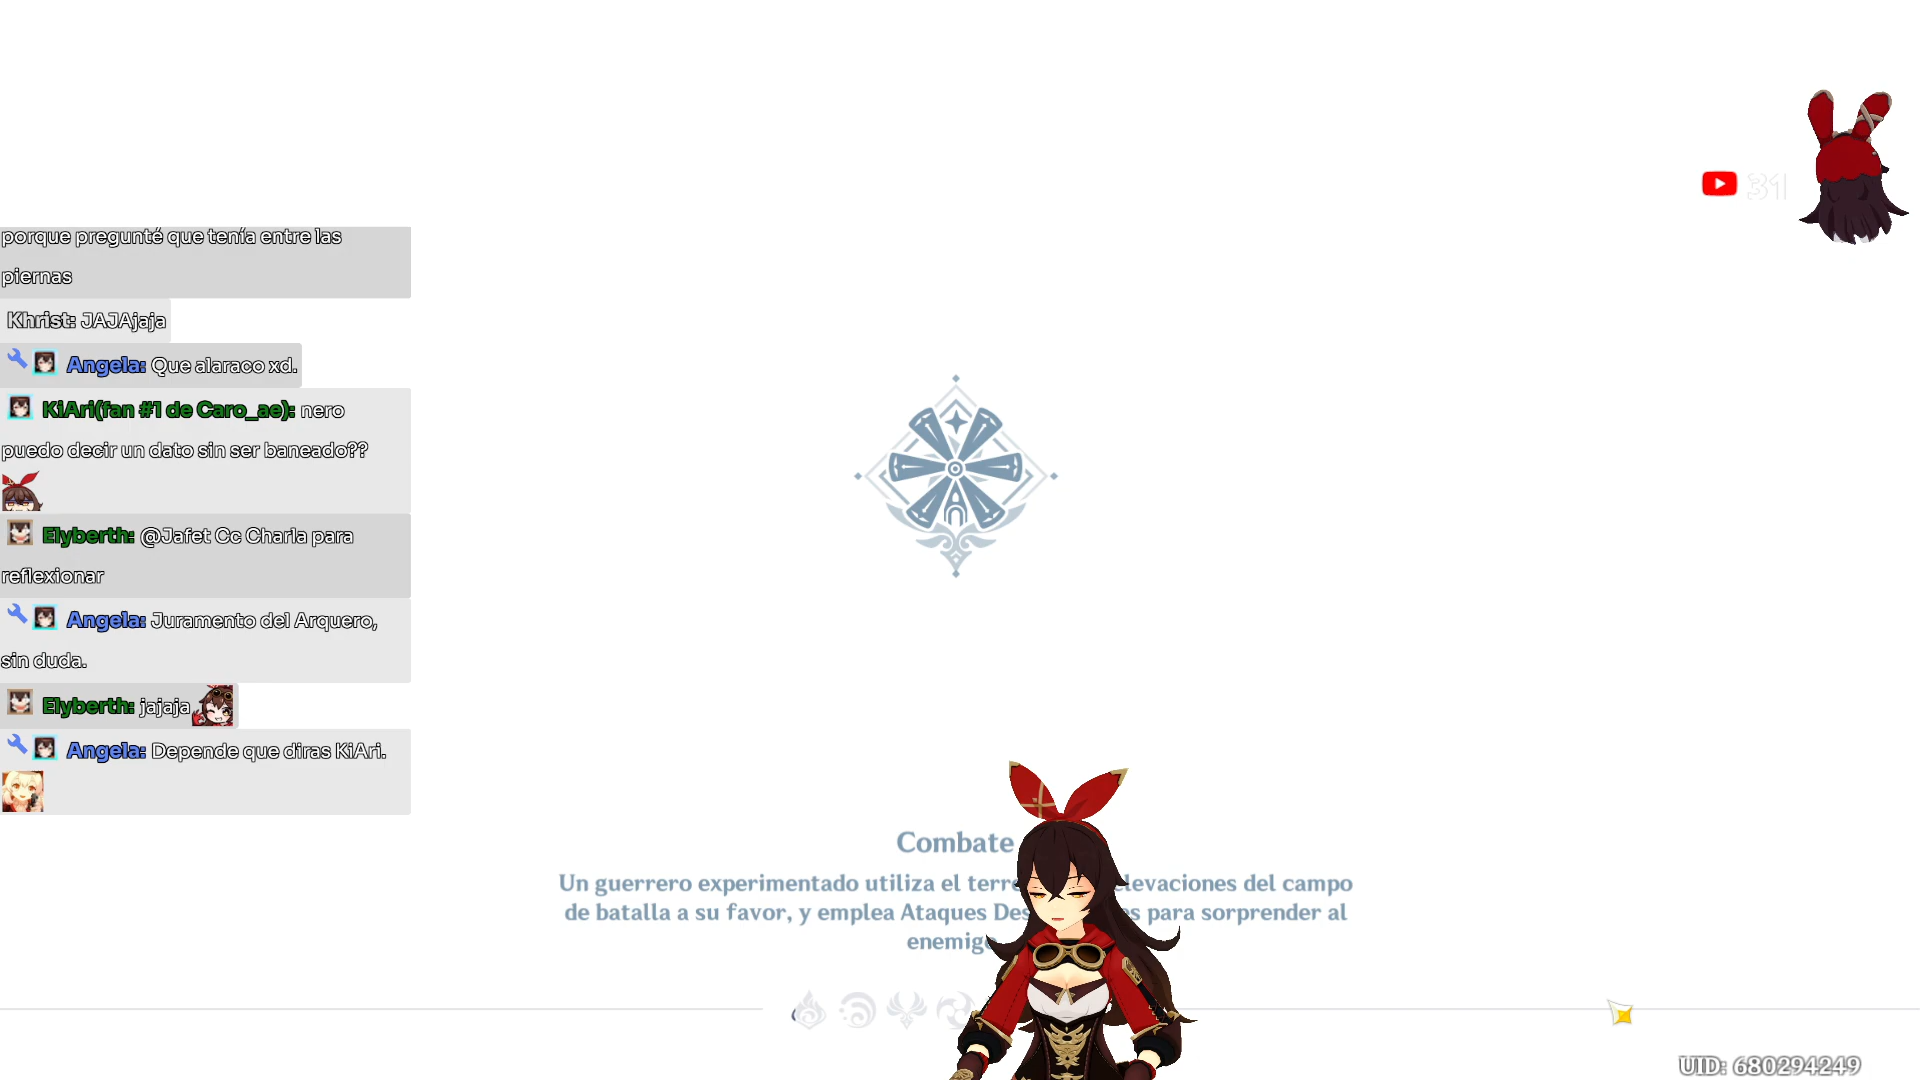 31
porque pregunté que tenía entre las
piernas
Khrist: JAJAjaja
Angela: Que alaraco xd.
KiAri(fan #1 de Caro_ae): nero
puedo decir un dato sin ser baneado??
Elyberth: @Jafet Cc Charla para
reflexionar
Angela: Juramento del Arquero,
sin duda.
Elyberth: jajaja
Angela: Depende que diras KiAri.
Combate
Un guerrero experimentado utiliza el terre levaciones del campo
de batalla a su favor, y emplea Ataques Des es para sorprender al
enemigo
UID: 680294249